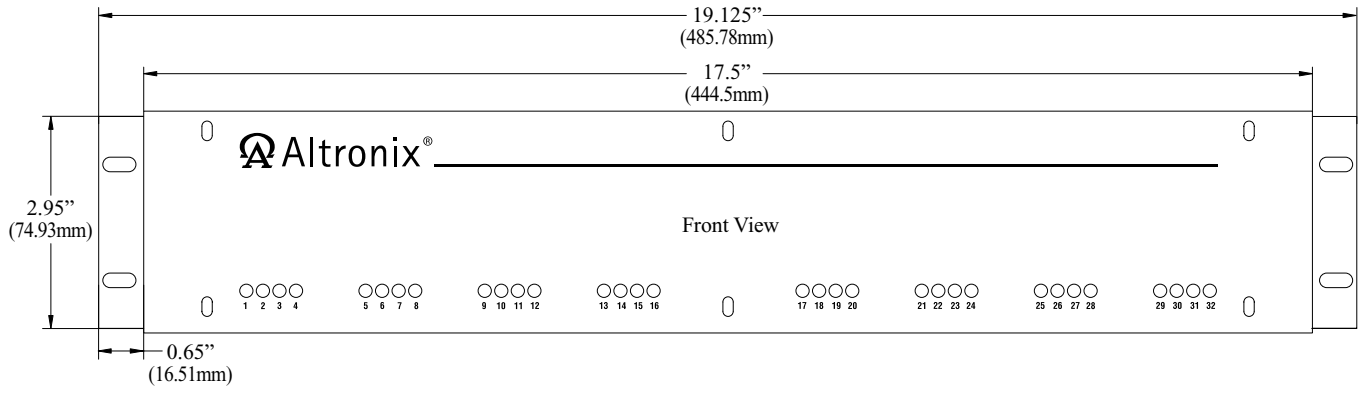 19.125”
(485.78mm)
17.5”
(444.5mm)
Altronix®
2.95”
(74.93mm)
Front View
1 2 3 4 5 6 7 8 9 10 11 12 13 14 15 16 17 18 19 20 21 22 23 24 25 26 27 28 29 30 31 32
0.65”
(16.51mm)